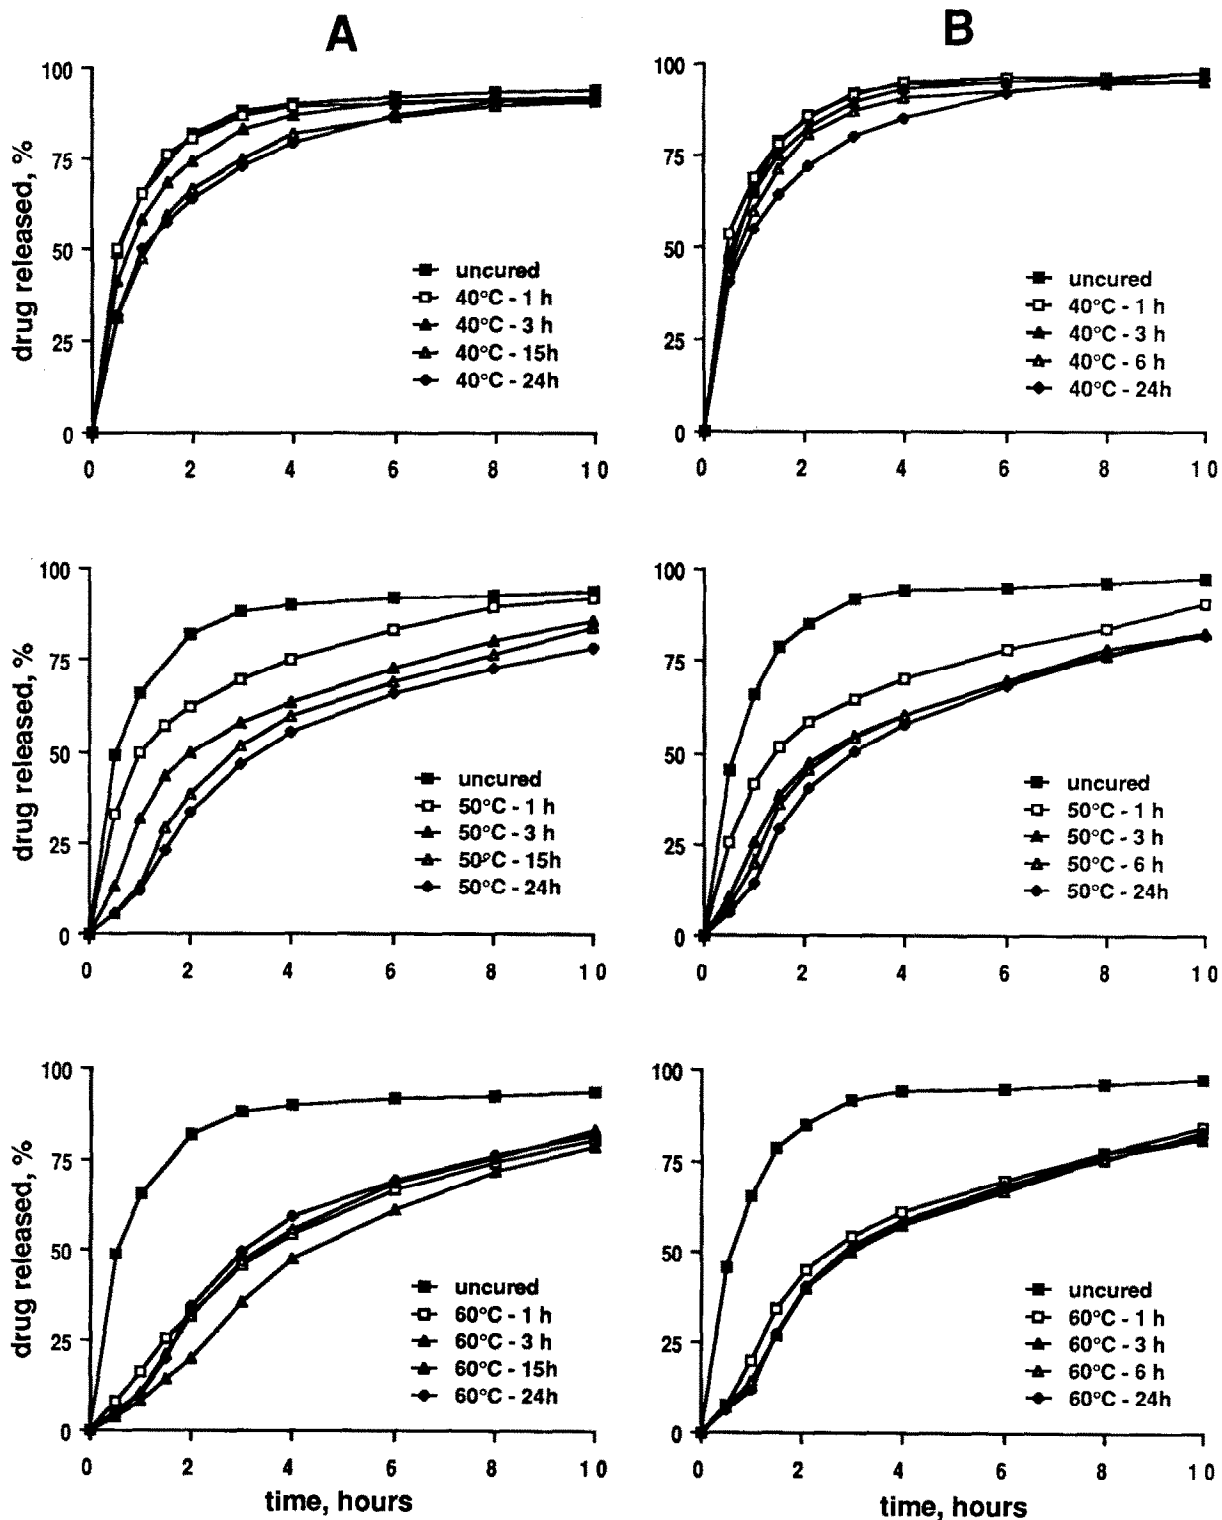 A
B
drug released, %
100
75
50
25
0
0 2 4 6 8 10
uncured
40°C - 1 h
40°C - 3 h
40°C - 15h
40°C - 24h
100
75
50
25
0
0 2 4 6 8 10
uncured
40°C - 1 h
40°C - 3 h
40°C - 6 h
40°C - 24h
drug released, %
100
75
50
25
0
0 2 4 6 8 10
uncured
50°C - 1 h
50°C - 3 h
50°C - 15h
50°C - 24h
100
75
50
25
0
0 2 4 6 8 10
uncured
50°C - 1 h
50°C - 3 h
50°C - 6 h
50°C - 24h
drug released, %
100
75
50
25
0
0 2 4 6 8 10
uncured
60°C - 1 h
60°C - 3 h
60°C - 15h
60°C - 24h
time, hours
100
75
50
25
0
0 2 4 6 8 10
uncured
60°C - 1 h
60°C - 3 h
60°C - 6 h
60°C - 24h
time, hours